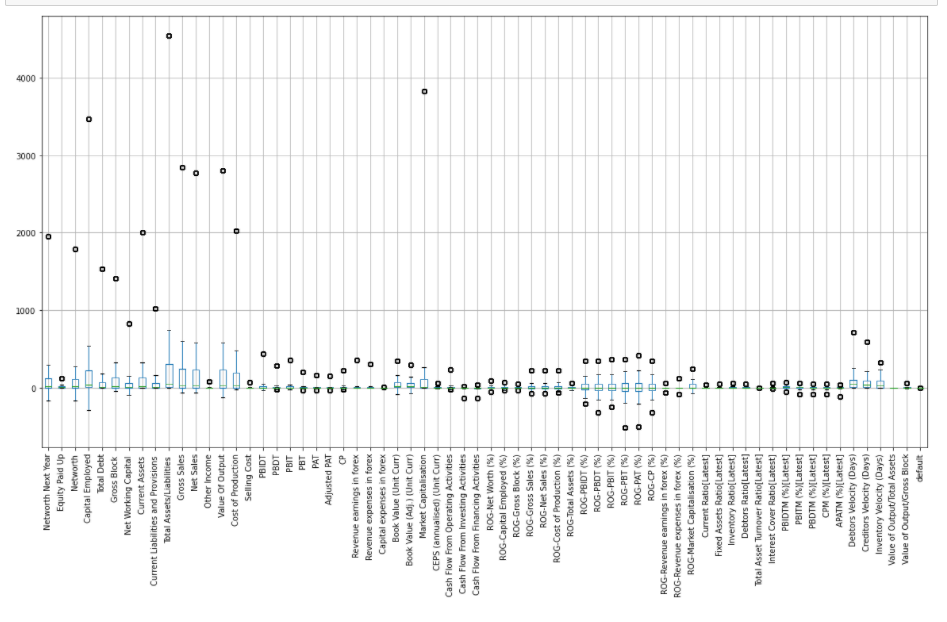 4000
3000
2000
1000
0
Networth Next Year
Equity Paid Up
Networth
Capital Employed
Total Debt
Gross Block
Net Working Capital
Current Assets
Current Liabilities and Provisions
Total Assets/Liabilities
Gross Sales
Net Sales
Other Income
Value Of Output
Cost of Production
Selling Cost
PBIDT
PBDT
PBIT
PBT
PAT
Adjusted PAT
CP
Revenue earnings in forex
Revenue expenses in forex
Capital expenses in forex
Book Value (Unit Curr)
Book Value (Adj.) (Unit Curr)
Market Capitalisation
CEPS (annualised) (Unit Curr)
Cash Flow From Operating Activities
Cash Flow From Investing Activities
Cash Flow From Financing Activities
ROG-Net Worth (%)
ROG-Capital Employed (%)
ROG-Gross Block (%)
ROG-Gross Sales (%)
ROG-Net Sales (%)
ROG-Cost of Production (%)
ROG-Total Assets (%)
ROG-PBIDT (%)
ROG-PBDT (%)
ROG-PBIT (%)
ROG-PBT (%)
ROG-PAT (%)
ROG-CP (%)
ROG-Revenue earnings in forex (%)
ROG-Revenue expenses in forex (%)
ROG-Market Capitalisation (%)
Current Ratio[Latest]
Fixed Assets Ratio[Latest]
Inventory Ratio[Latest]
Debtors Ratio[Latest]
Total Asset Turnover Ratio[Latest]
Interest Cover Ratio[Latest]
PBIDTM (%)[Latest]
PBITM (%)[Latest]
PBDTM (%)[Latest]
CPM (%)[Latest]
APATM (%)[Latest]
Debtors Velocity (Days)
Creditors Velocity (Days)
Inventory Velocity (Days)
Value of Output/Total Assets
Value of Output/Gross Block
default